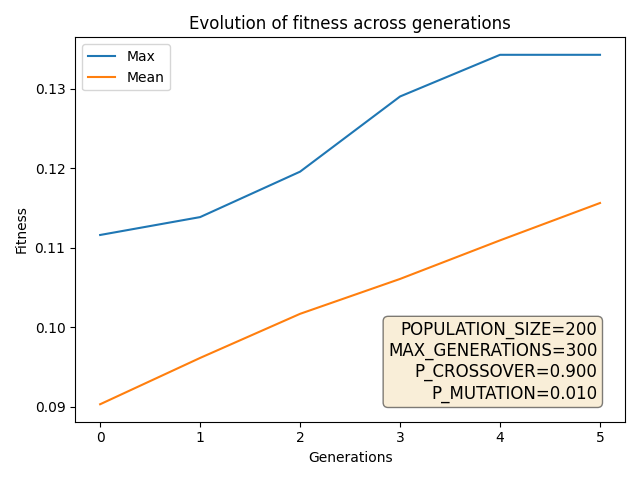 Evolution of fitness across generations
Max
Mean
0.13
0.12
0.11
0.10
0.09
Fitness
POPULATION_SIZE=200
MAX_GENERATIONS=300
P_CROSSOVER=0.900
P_MUTATION=0.010
0 1 2 3 4 5
Generations